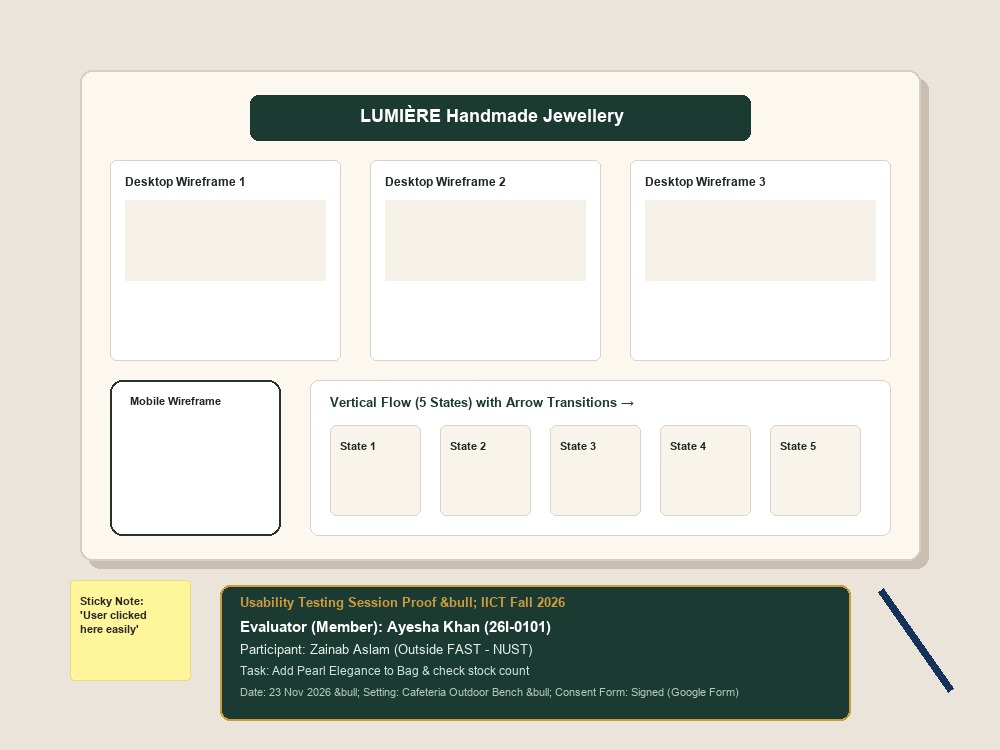 LUMIÈRE Handmade Jewellery
Desktop Wireframe 1
Desktop Wireframe 2
Desktop Wireframe 3
Mobile Wireframe
Vertical Flow (5 States) with Arrow Transitions →
State 1
State 2
State 3
State 4
State 5
Sticky Note:
'User clicked
here easily'
Usability Testing Session Proof &bull; IICT Fall 2026
Evaluator (Member): Ayesha Khan (26I-0101)
Participant: Zainab Aslam (Outside FAST - NUST)
Task: Add Pearl Elegance to Bag & check stock count
Date: 23 Nov 2026 &bull; Setting: Cafeteria Outdoor Bench &bull; Consent Form: Signed (Google Form)